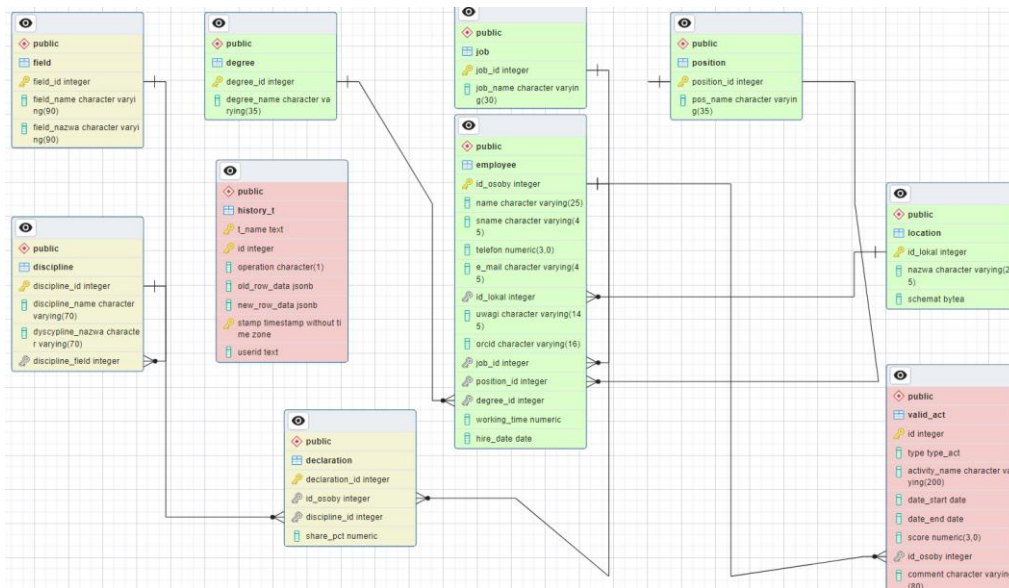 public
field
field_id integer
field_name character varyi
ng(90)
field_nazwa character varyi
ng(90)
public
degree
degree_id integer
degree_name character va
rying(35)
public
job
job_id integer
job_name character varyin
g(30)
public
position
position_id integer
pos_name character varyin
g(35)
public
history_t
t_name text
id integer
operation character(1)
old_row_data jsonb
new_row_data jsonb
stamp timestamp without ti
me zone
userid text
public
employee
id_osoby integer
name character varying(25)
sname character varying(4
5)
telefon numeric(3,0)
e_mail character varying(4
5)
id_lokal integer
uwagi character varying(14
5)
orcid character varying(16)
job_id integer
position_id integer
degree_id integer
working_time numeric
hire_date date
public
location
id_lokal integer
nazwa character varying(2
5)
schemat bytea
public
discipline
discipline_id integer
discipline_name character
varying(70)
dyscypline_nazwa characte
r varying(70)
discipline_field integer
public
declaration
declaration_id integer
id_osoby integer
discipline_id integer
share_pct numeric
public
valid_act
id integer
type type_act
activity_name character va
ying(200)
date_start date
date_end date
score numeric(3,0)
id_osoby integer
comment character varying
(80)